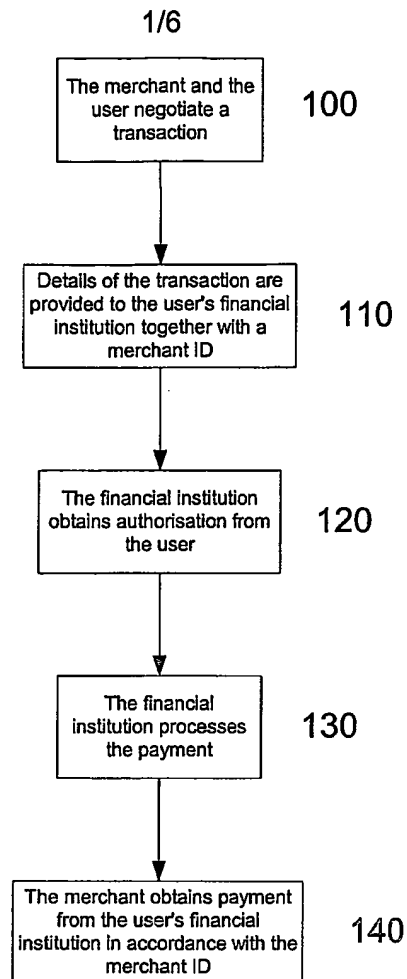 1/6
The merchant and the
user negotiate a
transaction
100
Details of the transaction are
provided to the user's financial
institution together with a
merchant ID
110
The financial institution
obtains authorisation from
the user
120
The financial
institution processes
the payment
130
The merchant obtains payment
from the user's financial
institution in accordance with the
merchant ID
140